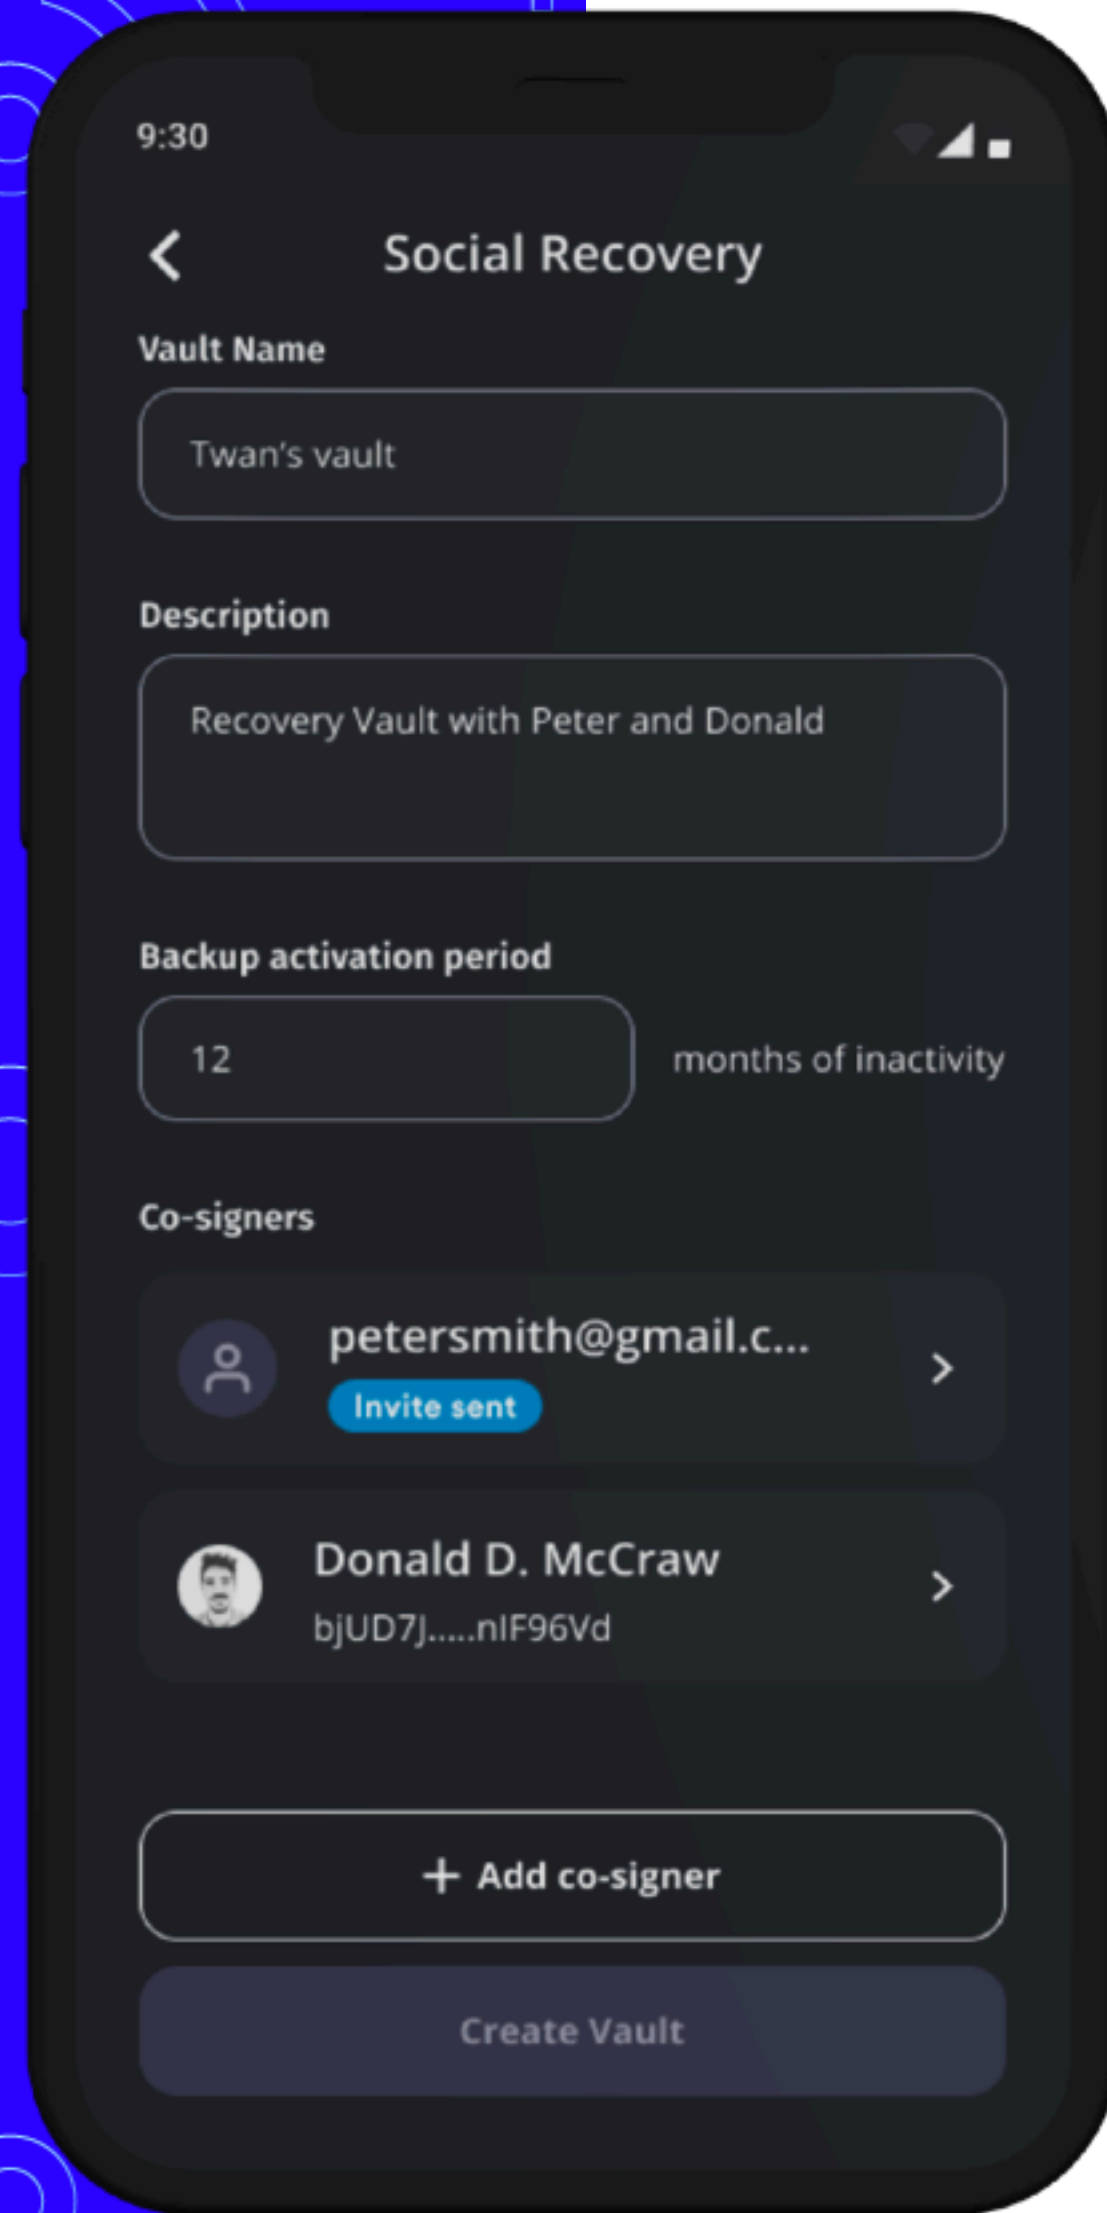 9:30
Social Recovery
Vault Name
Twan's vault
Description
Recovery Vault with Peter and Donald
Backup activation period
12
months of inactivity
Co-signers
petersmith@gmail.c...
Invite sent
Donald D. McCraw
bjUD7J.....nIF96Vd
+ Add co-signer
Create Vault